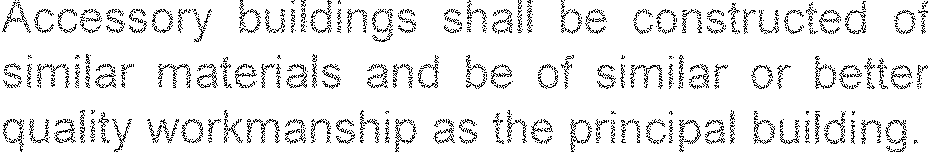 Accessory buildings shall be constructed of
similar materials and be of similar or better
quality workmanship as the principal building.